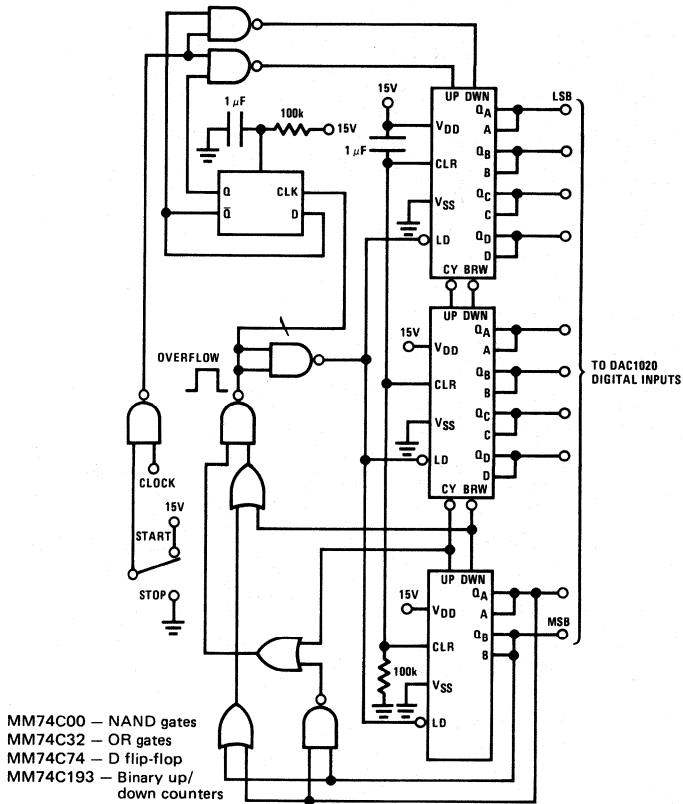 UP DWN
15V
VDD
1 µF
CLR
VSS
LD
CY BRW
QA
A
QB
B
QC
C
QD
D
LSB
1 µF
100k
15V
Q
CLK
Q̅
D
UP DWN
15V
VDD
CLR
VSS
LD
CY BRW
QA
A
QB
B
QC
C
QD
D
TO DAC1020
DIGITAL INPUTS
OVERFLOW
CLOCK
15V
START
STOP
UP DWN
15V
VDD
CLR
100k
VSS
LD
QA
A
QB
B
MSB
MM74C00 — NAND gates
MM74C32 — OR gates
MM74C74 — D flip-flop
MM74C193 — Binary up/
down counters